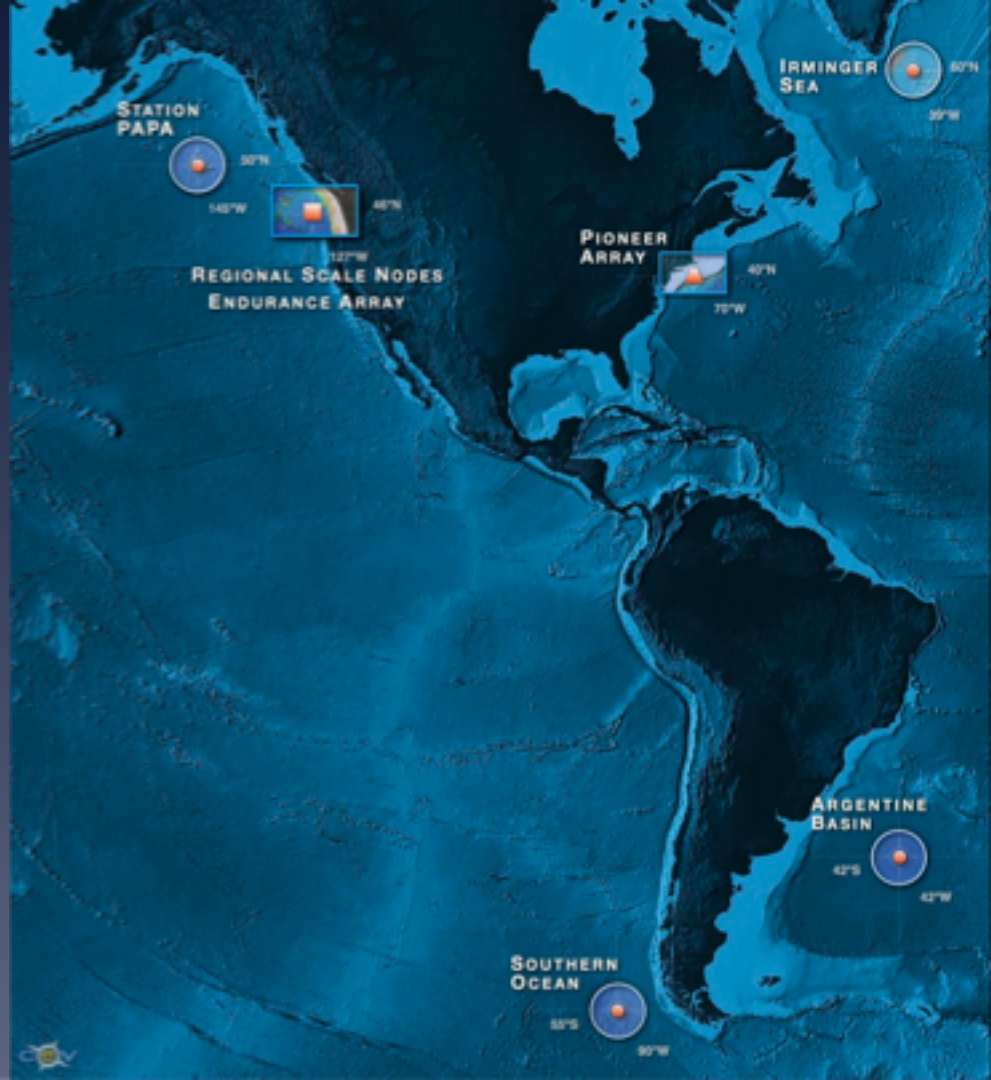 IRMINGER
SEA
60°N
39°W
STATION
PAPA
50°N
145°W
46°N
127°W
REGIONAL SCALE NODES
ENDURANCE ARRAY
PIONEER
ARRAY
40°N
70°W
ARGENTINE
BASIN
42°S
42°W
SOUTHERN
OCEAN
55°S
90°W